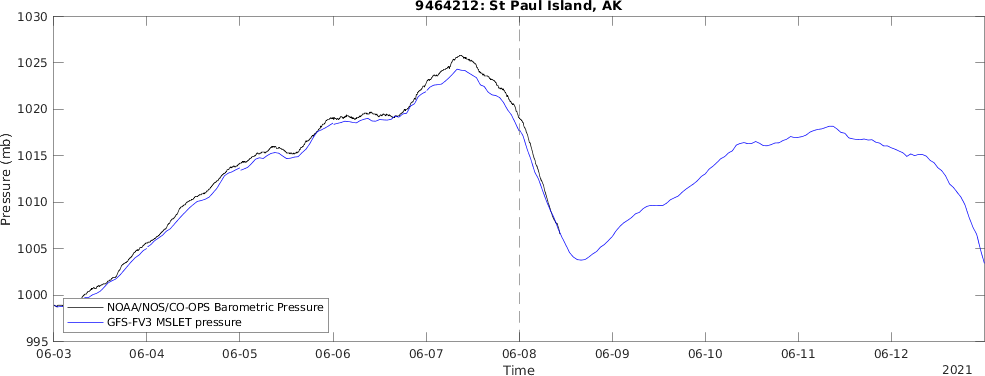 9464212: St Paul Island, AK
Pressure (mb)
1030
1025
1020
1015
1010
1005
1000
995
NOAA/NOS/CO-OPS Barometric Pressure
GFS-FV3 MSLET pressure
06-03 06-04 06-05 06-06 06-07 06-08 06-09 06-10 06-11 06-12
Time
2021